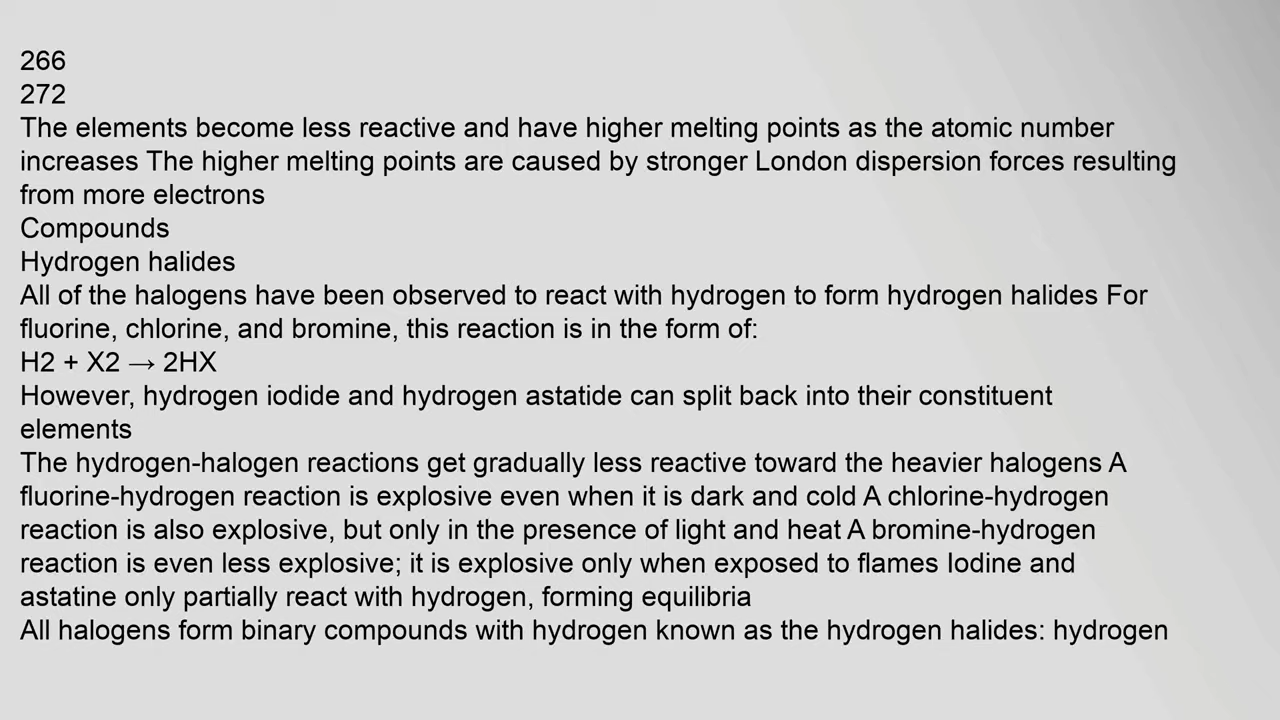 266
272
The elements become less reactive and have higher melting points as the atomic number
increases The higher melting points are caused by stronger London dispersion forces resulting
from more electrons
Compounds
Hydrogen halides
All of the halogens have been observed to react with hydrogen to form hydrogen halides For
fluorine, chlorine, and bromine, this reaction is in the form of:
H2 + X2 → 2HX
However, hydrogen iodide and hydrogen astatide can split back into their constituent
elements
The hydrogen-halogen reactions get gradually less reactive toward the heavier halogens A
fluorine-hydrogen reaction is explosive even when it is dark and cold A chlorine-hydrogen
reaction is also explosive, but only in the presence of light and heat A bromine-hydrogen
reaction is even less explosive; it is explosive only when exposed to flames Iodine and
astatine only partially react with hydrogen, forming equilibria
All halogens form binary compounds with hydrogen known as the hydrogen halides: hydrogen